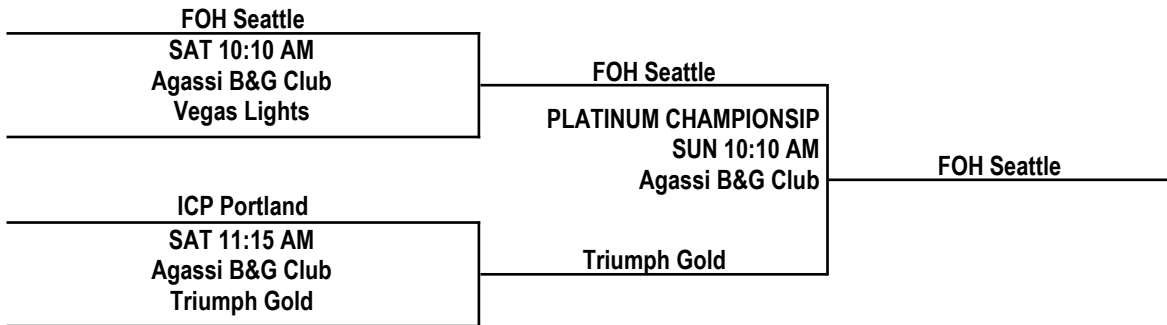 FOH Seattle
SAT 10:10 AM
Agassi B&G Club
Vegas Lights
FOH Seattle
PLATINUM CHAMPIONSIP
SUN 10:10 AM
Agassi B&G Club
FOH Seattle
ICP Portland
SAT 11:15 AM
Agassi B&G Club
Triumph Gold
Triumph Gold